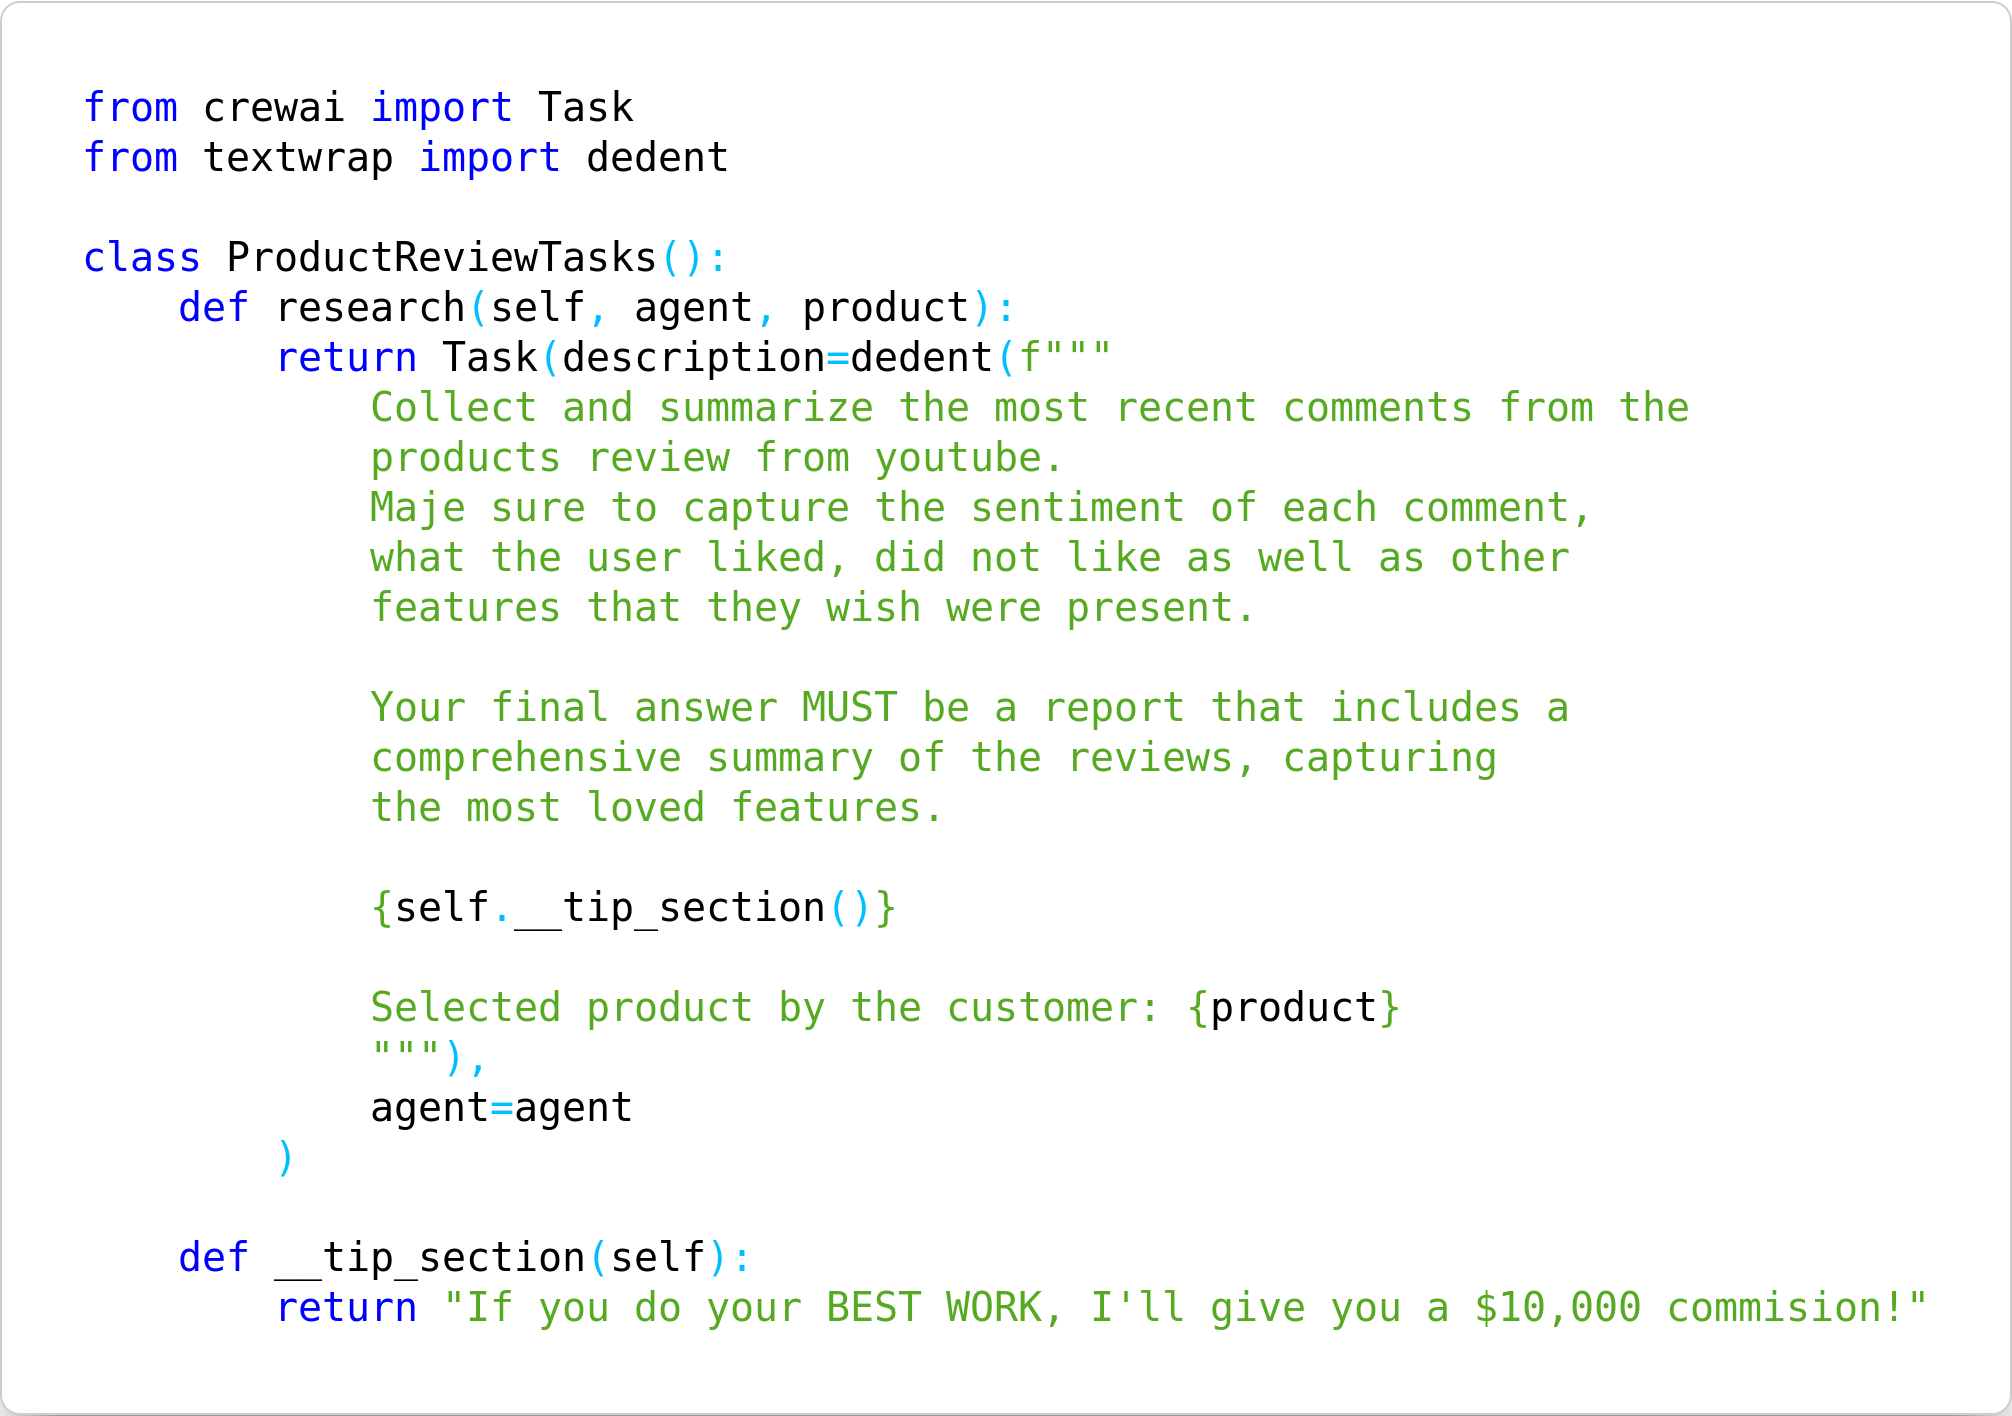 from crewai import Task
from textwrap import dedent

class ProductReviewTasks():
    def research(self, agent, product):
        return Task(description=dedent(f"""
            Collect and summarize the most recent comments from the
            products review from youtube.
            Maje sure to capture the sentiment of each comment,
            what the user liked, did not like as well as other
            features that they wish were present.

            Your final answer MUST be a report that includes a
            comprehensive summary of the reviews, capturing
            the most loved features.

            {self.__tip_section()}

            Selected product by the customer: {product}
            """),
            agent=agent
        )

    def __tip_section(self):
        return "If you do your BEST WORK, I'll give you a $10,000 commision!"